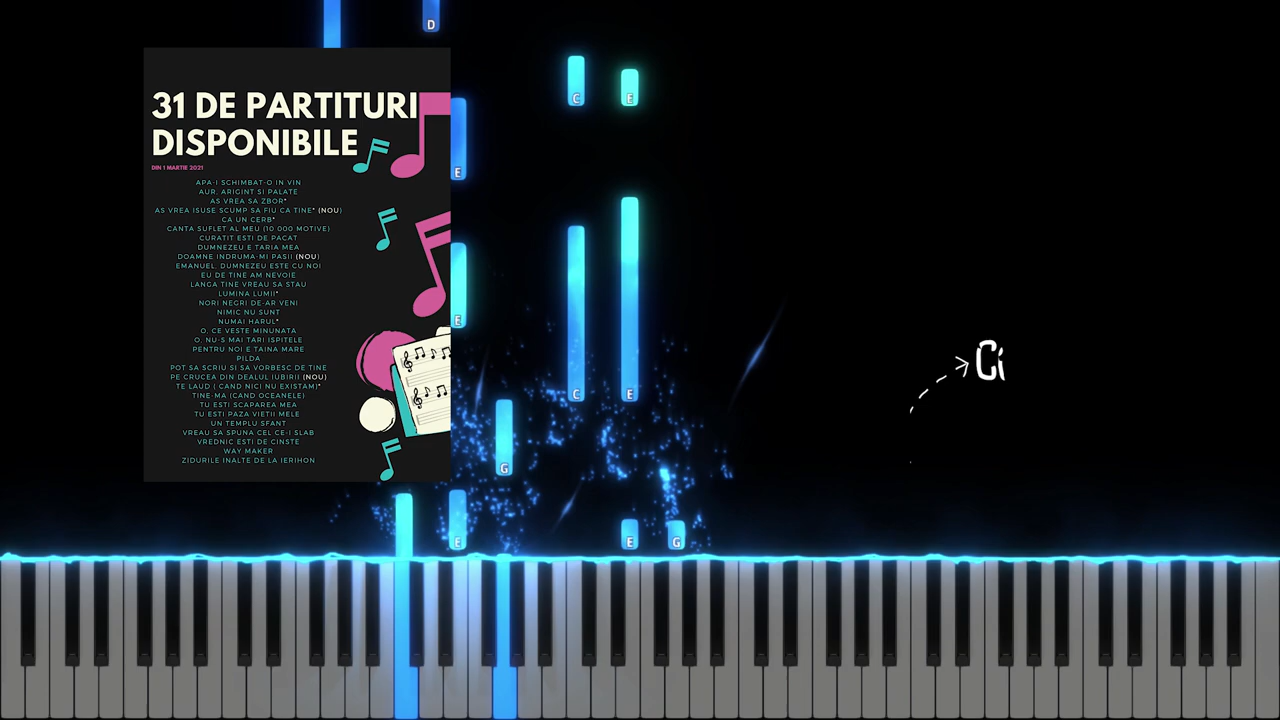 D
31 DE PARTITURI
DISPONIBILE
DIN 1 MARTIE 2021
APA-I SCHIMBAT-O IN VIN
AUR, ARIGINT SI PALATE
AS VREA SA ZBOR*
AS VREA ISUSE SCUMP SA FIU CA TINE* (NOU)
CA UN CERB*
CANTA SUFLET AL MEU (10 000 MOTIVE)
CURATIT ESTI DE PACAT
DUMNEZEU E TARIA MEA
DOAMNE INDRUMA-MI PASII (NOU)
EMANUEL, DUMNEZEU ESTE CU NOI
EU DE TINE AM NEVOIE
LANGA TINE VREAU SA STAU
LUMINA LUMII*
NORI NEGRI DE-AR VENI
NIMIC NU SUNT
NUMAI HARUL*
O, CE VESTE MINUNATA
O, NU-S MAI TARI ISPITELE
PENTRU NOI E TAINA MARE
PILDA
POT SA SCRIU SI SA VORBESC DE TINE
PE CRUCEA DIN DEALUL IUBIRII (NOU)
TE LAUD ( CAND NICI NU EXISTAM)*
TINE-MA (CAND OCEANELE)
TU ESTI SCAPAREA MEA
TU ESTI PAZA VIETII MELE
UN TEMPLU SFANT
VREAU SA SPUNA CEL CE-I SLAB
VREDNIC ESTI DE CINSTE
WAY MAKER
ZIDURILE INALTE DE LA IERIHON
C E
E
E
Ci
C E
G
E E G